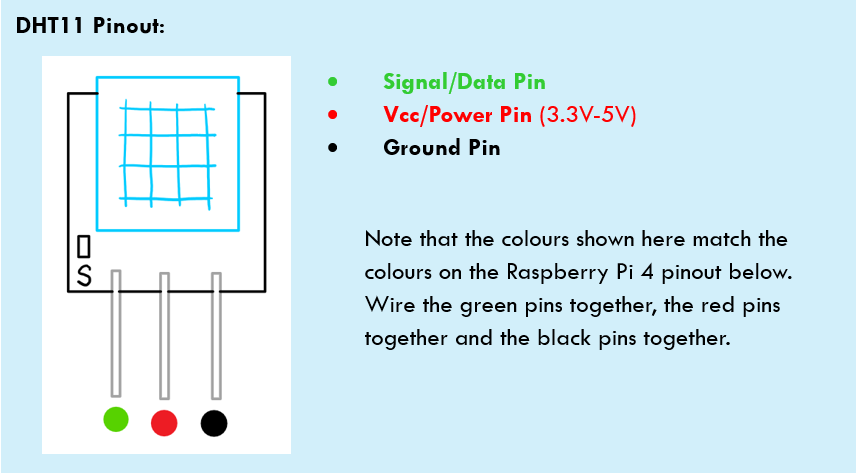 DHT11 Pinout:
Signal/Data Pin
Vcc/Power Pin (3.3V-5V)
Ground Pin
Note that the colours shown here match the
colours on the Raspberry Pi 4 pinout below.
Wire the green pins together, the red pins
together and the black pins together.
S